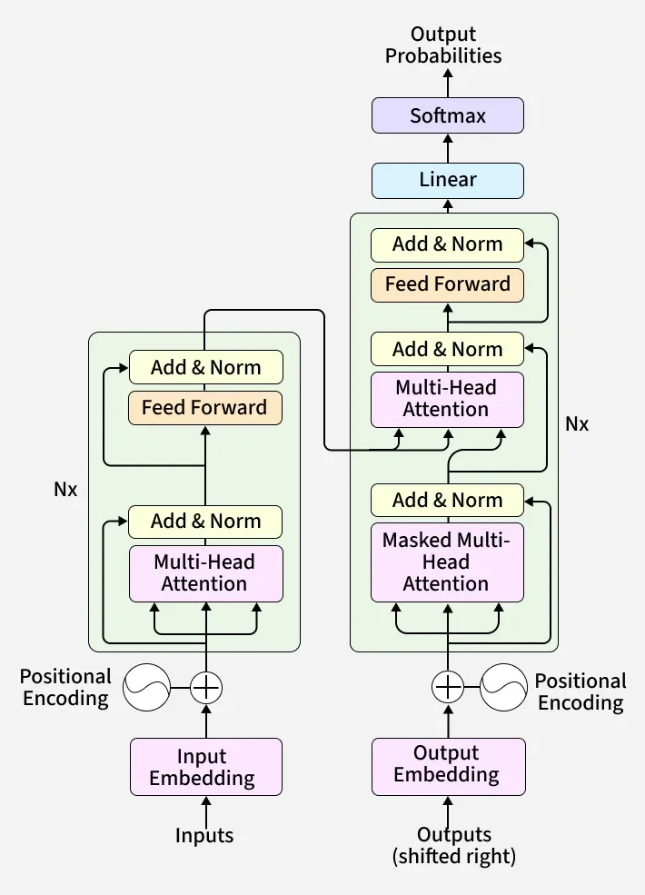 Output
Probabilities
Softmax
Linear
Add & Norm
Feed Forward
Add & Norm
Multi-Head
Attention
Nx
Add & Norm
Masked Multi-
Head
Attention
Positional
Encoding
Output
Embedding
Outputs
(shifted right)
Add & Norm
Feed Forward
Nx
Add & Norm
Multi-Head
Attention
Positional
Encoding
Input
Embedding
Inputs